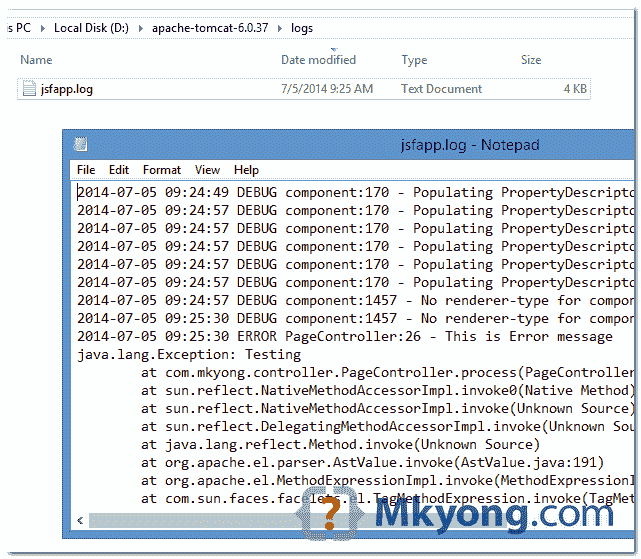 is PC › Local Disk (D:) › apache-tomcat-6.0.37 › logs
Name Date modified Type Size
jsfapp.log 7/5/2014 9:25 AM Text Document 4 KB
jsfapp.log - Notepad
File Edit Format View Help
2014-07-05 09:24:49 DEBUG component:170 - Populating PropertyDescripto
2014-07-05 09:24:57 DEBUG component:170 - Populating PropertyDescripto
2014-07-05 09:24:57 DEBUG component:170 - Populating PropertyDescripto
2014-07-05 09:24:57 DEBUG component:170 - Populating PropertyDescripto
2014-07-05 09:24:57 DEBUG component:170 - Populating PropertyDescripto
2014-07-05 09:24:57 DEBUG component:170 - Populating PropertyDescripto
2014-07-05 09:24:57 DEBUG component:1457 - No renderer-type for compon
2014-07-05 09:25:30 DEBUG component:1457 - No renderer-type for compon
2014-07-05 09:25:30 ERROR PageController:26 - This is Error message
java.lang.Exception: Testing
at com.mkyong.controller.PageController.process(PageController
at sun.reflect.NativeMethodAccessorImpl.invoke0(Native Method)
at sun.reflect.NativeMethodAccessorImpl.invoke(Unknown Source)
at sun.reflect.DelegatingMethodAccessorImpl.invoke(Unknown Sou
at java.lang.reflect.Method.invoke(Unknown Source)
at org.apache.el.parser.AstValue.invoke(AstValue.java:191)
at org.apache.el.MethodExpressionImpl.invoke(MethodExpressionI
at com.sun.faces.facelets.el.TagMethodExpression.invoke(TagMet
{?} Mkyong.com